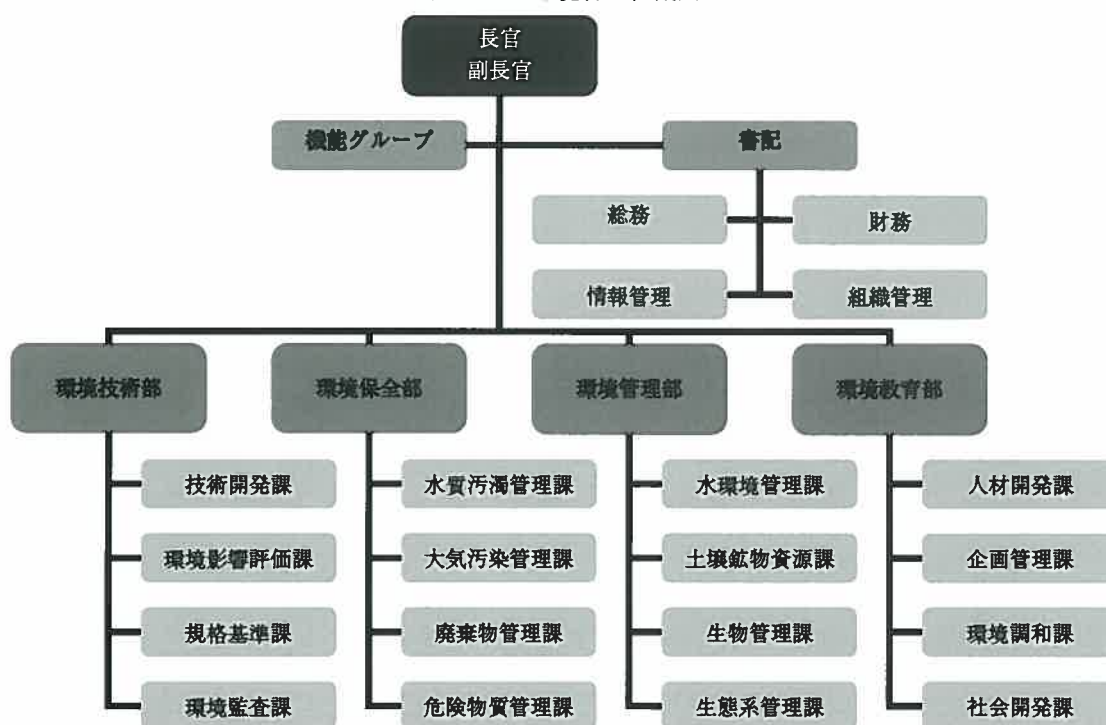 長官
副長官
機能グループ
書記
総務
財務
情報管理
組織管理
環境技術部
環境保全部
環境管理部
環境教育部
技術開発課
水質汚濁管理課
水環境管理課
人材開発課
環境影響評価課
大気汚染管理課
土壌鉱物資源課
企画管理課
規格基準課
廃棄物管理課
生物管理課
環境調和課
環境監査課
危険物質管理課
生態系管理課
社会開発課